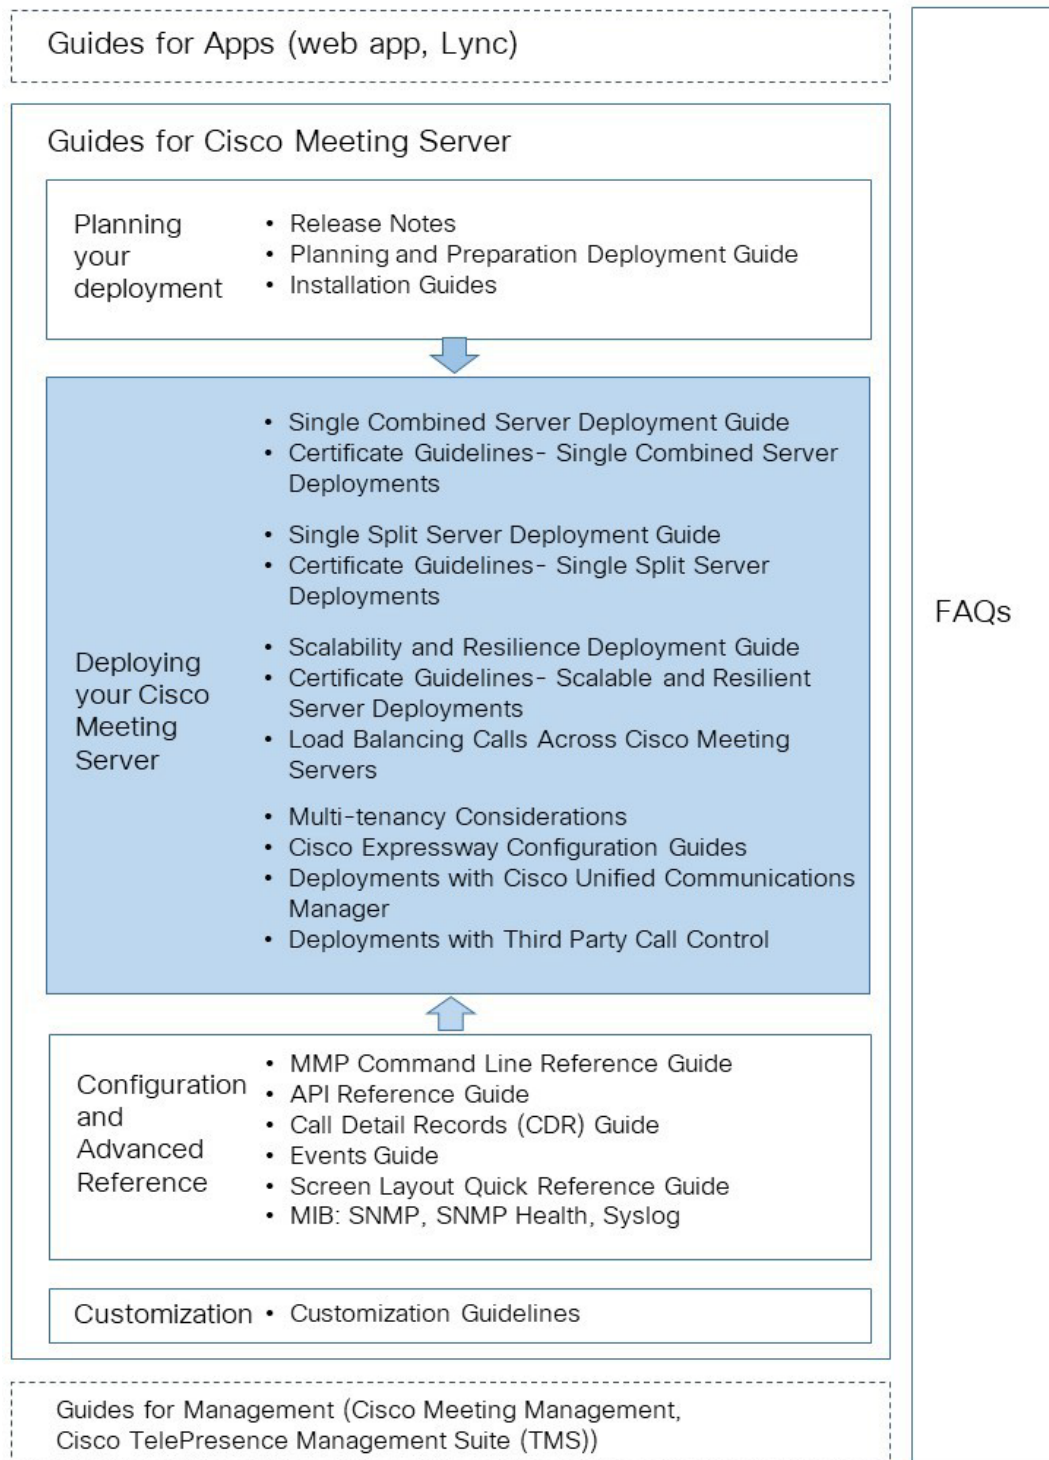 Guides for Apps (web app, Lync)
Guides for Cisco Meeting Server
Planning
your
deployment
• Release Notes
• Planning and Preparation Deployment Guide
• Installation Guides
Deploying
your Cisco
Meeting
Server
• Single Combined Server Deployment Guide
• Certificate Guidelines- Single Combined Server
Deployments
• Single Split Server Deployment Guide
• Certificate Guidelines- Single Split Server
Deployments
• Scalability and Resilience Deployment Guide
• Certificate Guidelines- Scalable and Resilient
Server Deployments
• Load Balancing Calls Across Cisco Meeting
Servers
• Multi-tenancy Considerations
• Cisco Expressway Configuration Guides
• Deployments with Cisco Unified Communications
Manager
• Deployments with Third Party Call Control
Configuration
and
Advanced
Reference
• MMP Command Line Reference Guide
• API Reference Guide
• Call Detail Records (CDR) Guide
• Events Guide
• Screen Layout Quick Reference Guide
• MIB: SNMP, SNMP Health, Syslog
Customization • Customization Guidelines
Guides for Management (Cisco Meeting Management,
Cisco TelePresence Management Suite (TMS))
FAQs